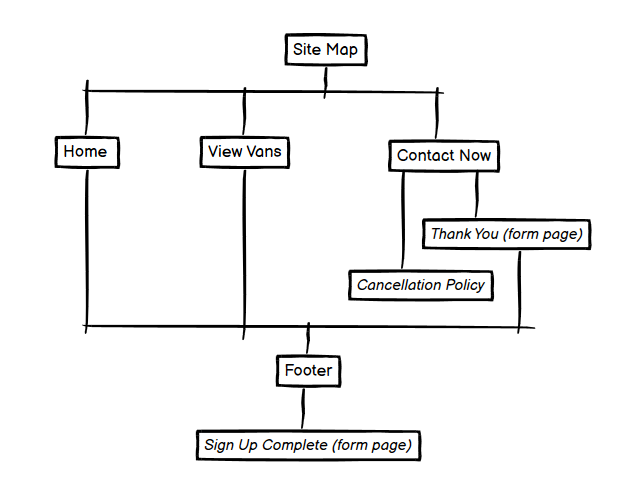 Site Map
Home
View Vans
Contact Now
Thank You (form page)
Cancellation Policy
Footer
Sign Up Complete (form page)